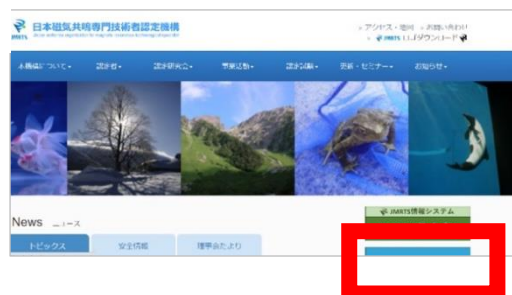 日本磁気共鳴専門技術者認定機構
JMRTS
アクセス・地図 お問い合わせ
JMRTS ロゴダウンロード
本機構について 認定者 認定研究会 事業活動 認定試験 更新・セミナー お知らせ
JMRTS情報システム
News ニュース
トピックス 安全情報 理事会たより